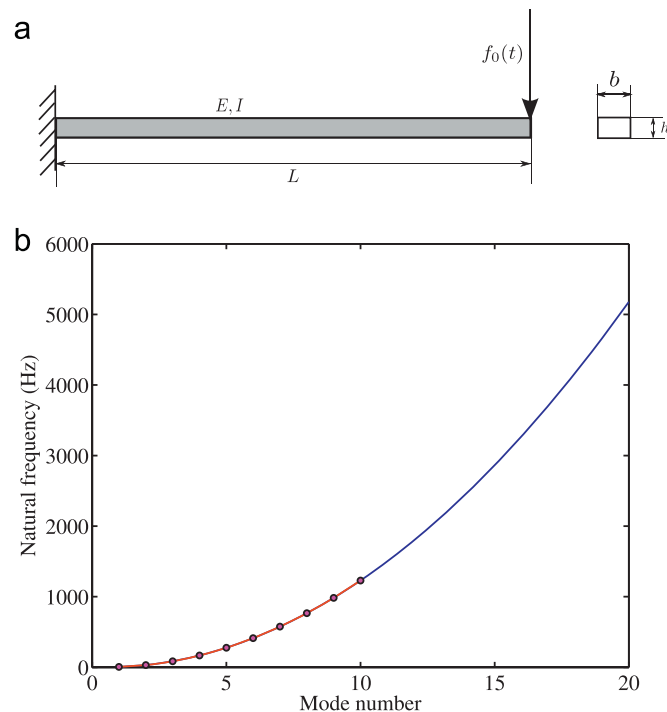 a
f₀(t)
b
E, I
h
L
b
6000
5000
4000
3000
2000
1000
0
Natural frequency (Hz)
0 5 10 15 20
Mode number